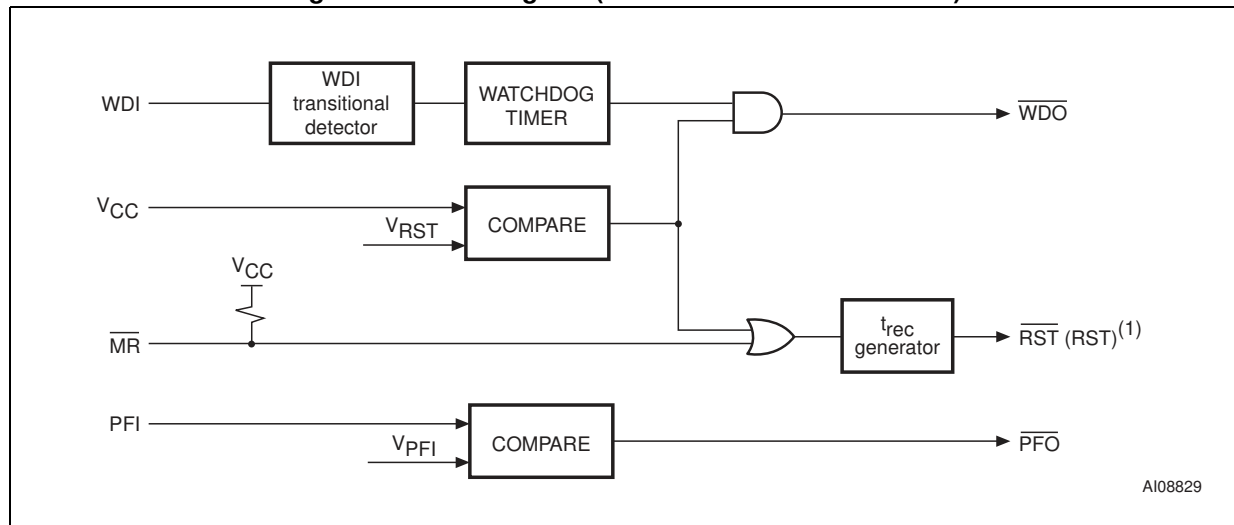 WDI
WDI
transitional
detector
WATCHDOG
TIMER
WDO
VCC
VRST
COMPARE
VCC
MR
trec
generator
RST (RST)(1)
PFI
VPFI
COMPARE
PFO
AI08829